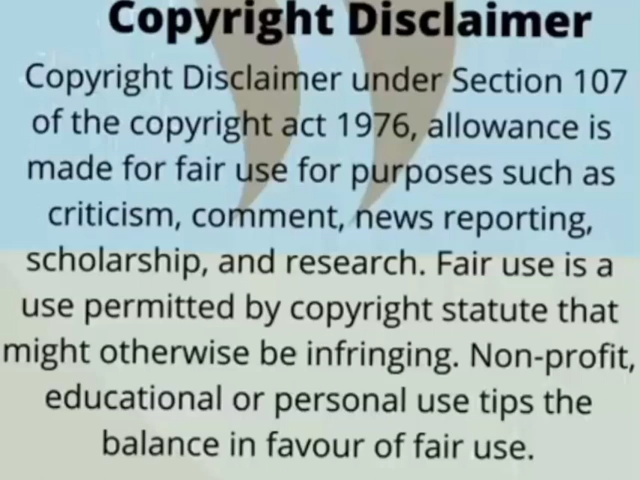 Copyright Disclaimer
Copyright Disclaimer under Section 107
of the copyright act 1976, allowance is
made for fair use for purposes such as
criticism, comment, news reporting,
scholarship, and research. Fair use is a
use permitted by copyright statute that
might otherwise be infringing. Non-profit,
educational or personal use tips the
balance in favour of fair use.